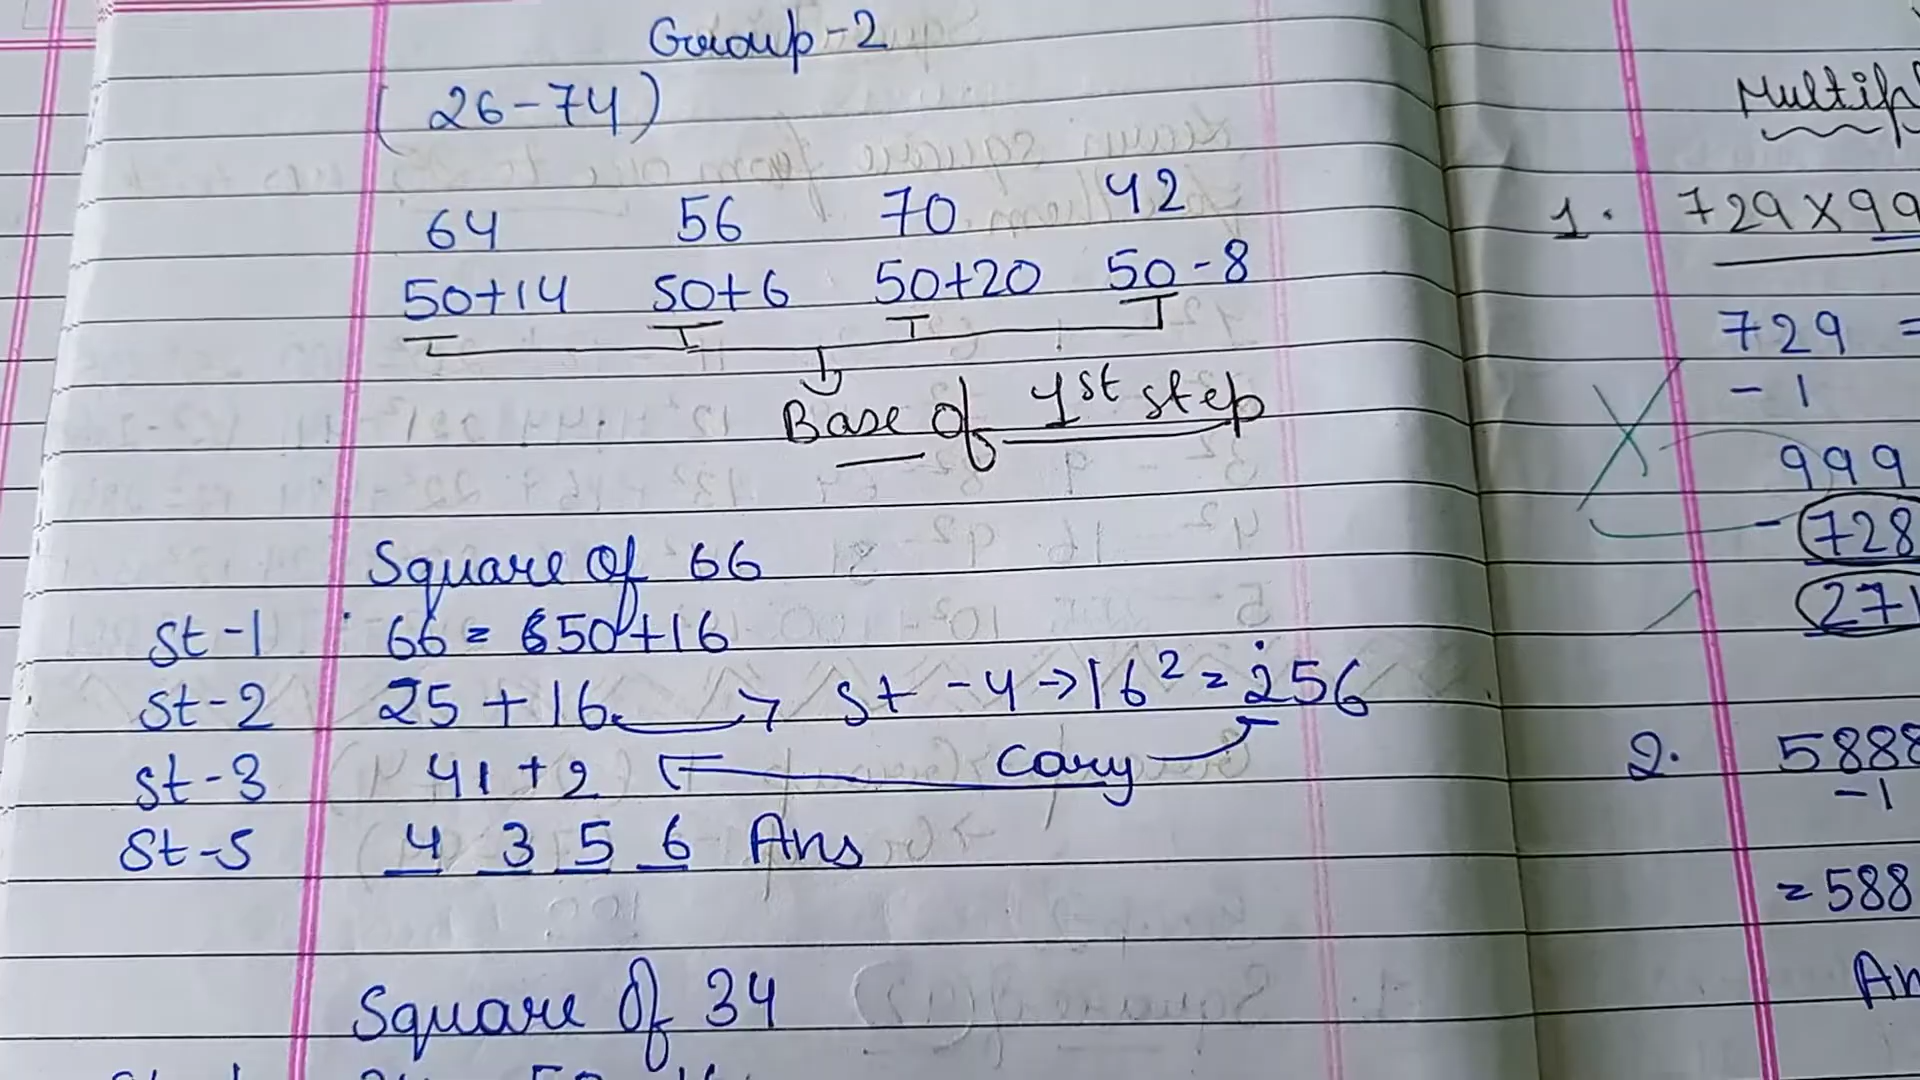 Group-2
(26-74)
64 56 70 42
50+14 50+6 50+20 50-8
Base of 1st step
Square of 66
St-1 66 = 650+16
St-2 25 + 16 → St-4 → 16² = 256
St-3 41 + 2 ← carry
St-5 4 3 5 6 Ans
Square of 34
1. 729×99
729 =
-1
999
-728
271
2. 5888
-1
=588